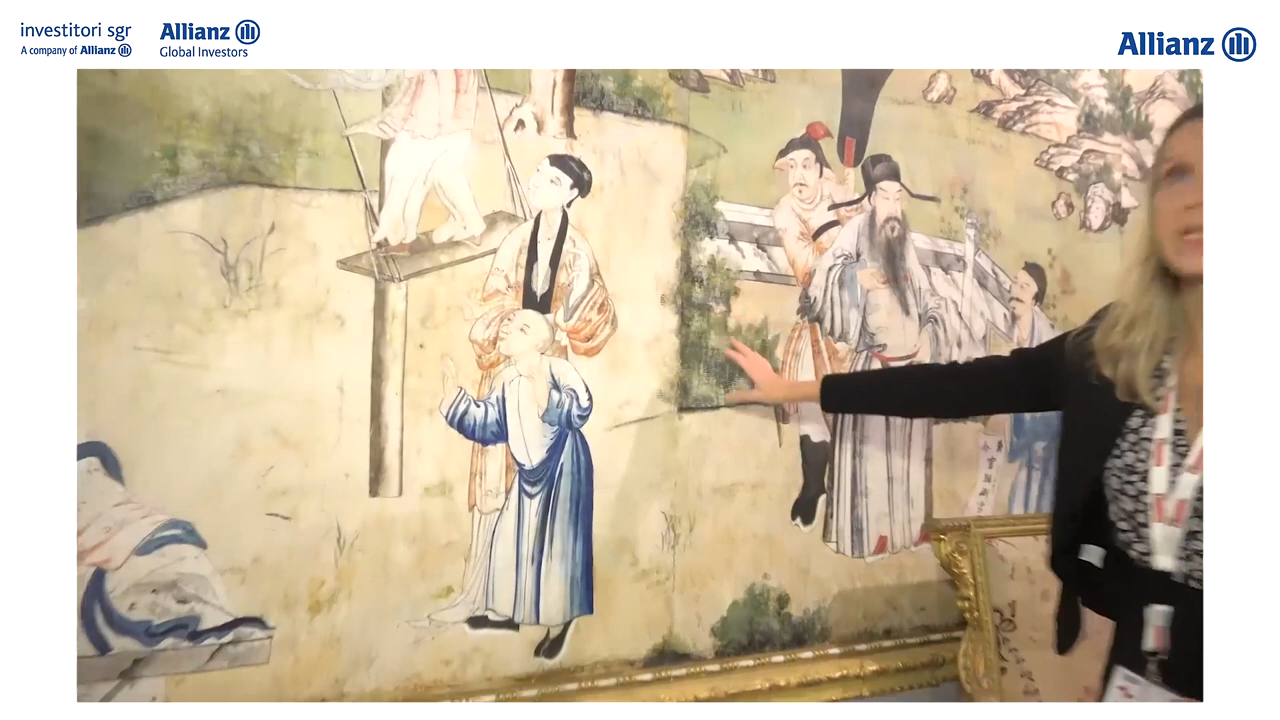 investitori sgr
A company of Allianz
Allianz
Global Investors
Allianz